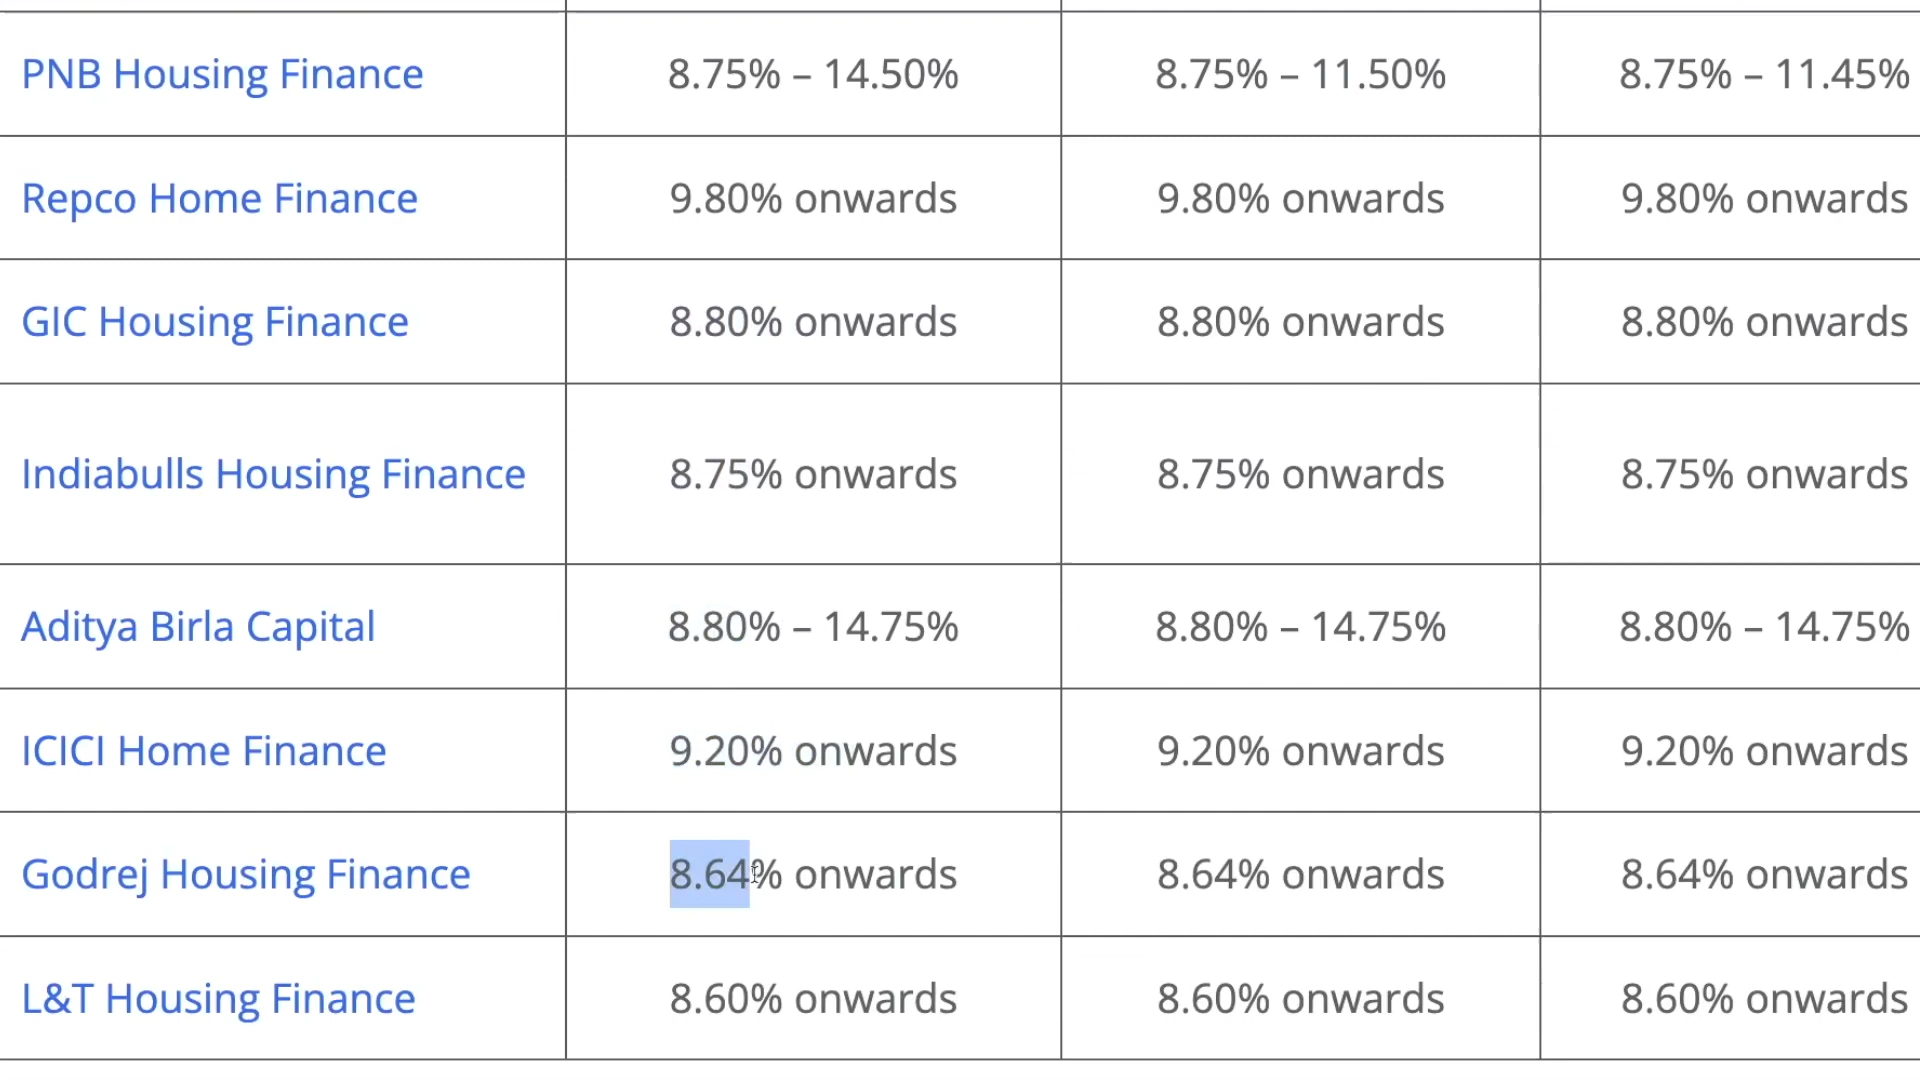 PNB Housing Finance 8.75% – 14.50% 8.75% – 11.50% 8.75% – 11.45%
Repco Home Finance 9.80% onwards 9.80% onwards 9.80% onwards
GIC Housing Finance 8.80% onwards 8.80% onwards 8.80% onwards
Indiabulls Housing Finance 8.75% onwards 8.75% onwards 8.75% onwards
Aditya Birla Capital 8.80% – 14.75% 8.80% – 14.75% 8.80% – 14.75%
ICICI Home Finance 9.20% onwards 9.20% onwards 9.20% onwards
Godrej Housing Finance 8.64% onwards 8.64% onwards 8.64% onwards
L&T Housing Finance 8.60% onwards 8.60% onwards 8.60% onwards